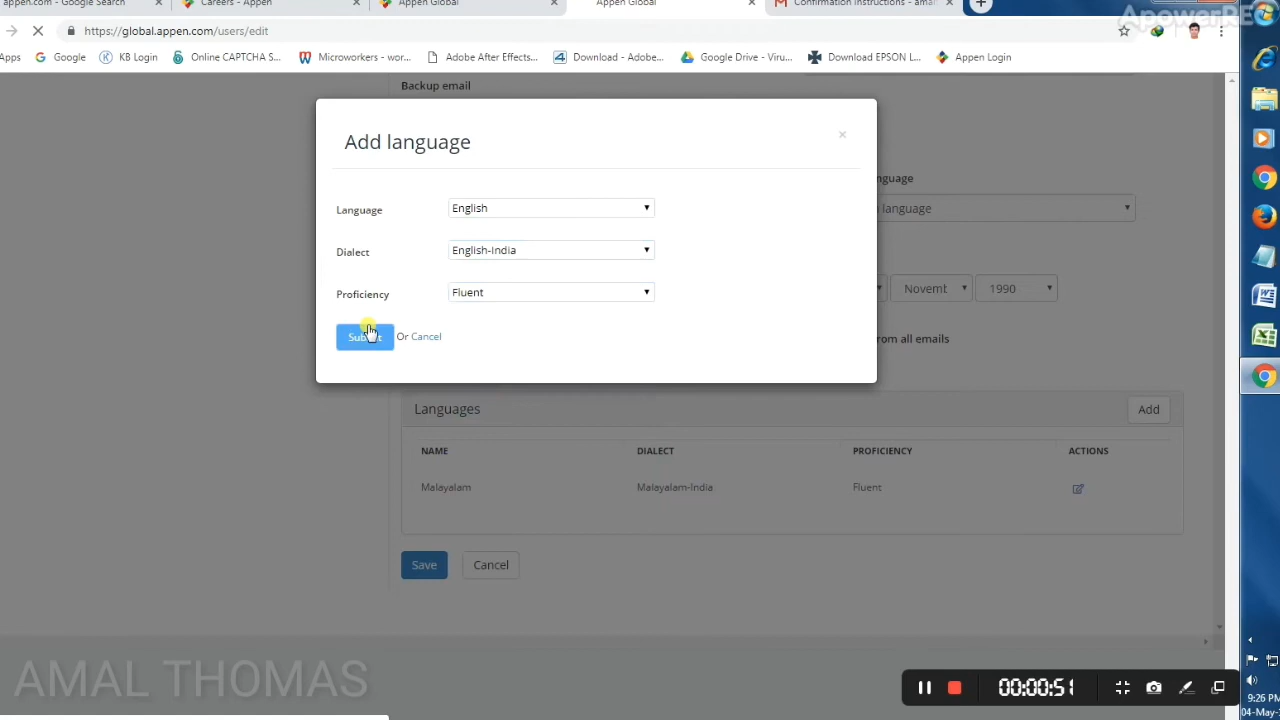 appen.com - Google Search
Careers - Appen
Appen Global
Appen Global
Confirmation instructions - amal
https://global.appen.com/users/edit
ApowerRE
Apps
Google
KB Login
Online CAPTCHA S...
Microworkers - wor...
Adobe After Effects...
Download - Adobe...
Google Drive - Viru...
Download EPSON L...
Appen Login
Backup email
Add language
×
Language
English
nguage
language
Dialect
English-India
Proficiency
Fluent
Novemt
1990
Or Cancel
rom all emails
Languages
Add
NAME
DIALECT
PROFICIENCY
ACTIONS
Malayalam
Malayalam-India
Fluent
Save
Cancel
AMAL THOMAS
00:00:51
9:26 PM
04-May-